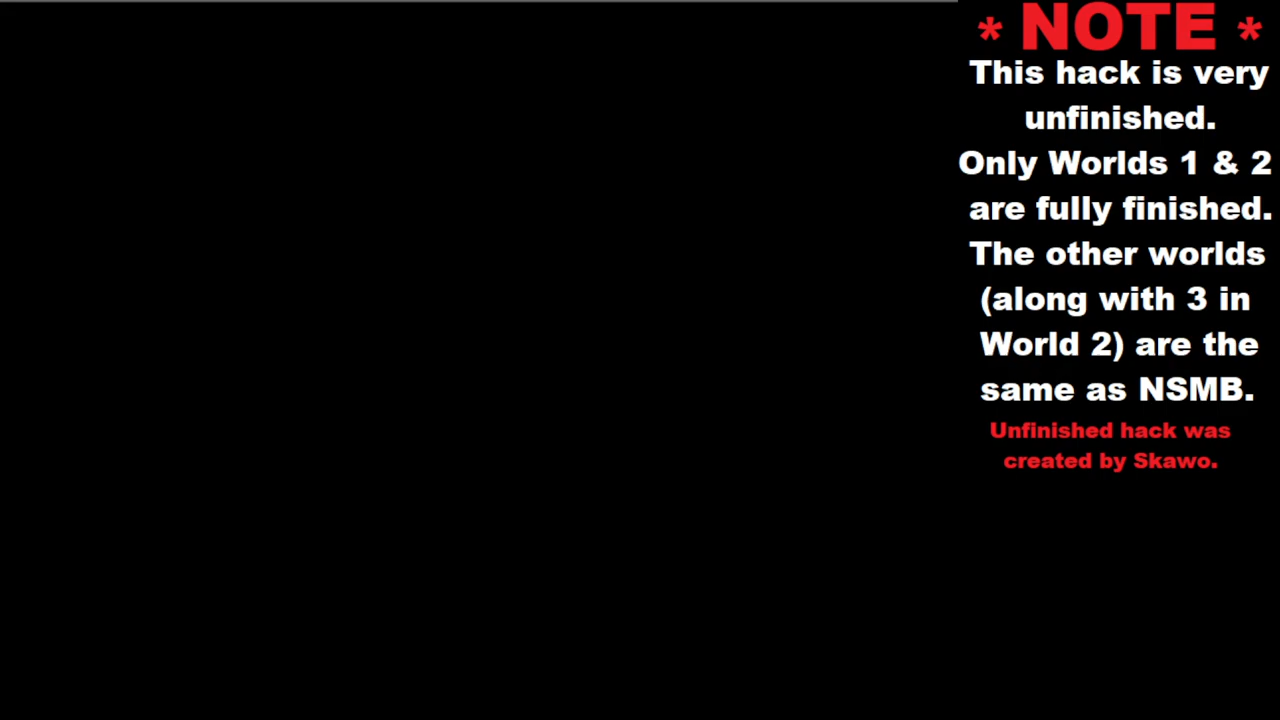 * NOTE *
This hack is very
unfinished.
Only Worlds 1 & 2
are fully finished.
The other worlds
(along with 3 in
World 2) are the
same as NSMB.
Unfinished hack was
created by Skawo.